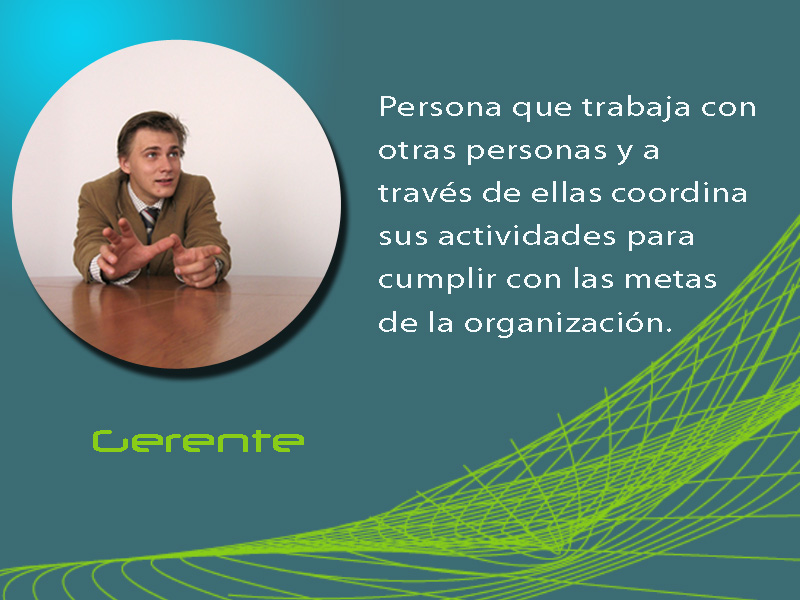 Persona que trabaja con
otras personas y a
través de ellas coordina
sus actividades para
cumplir con las metas
de la organización.
Gerente